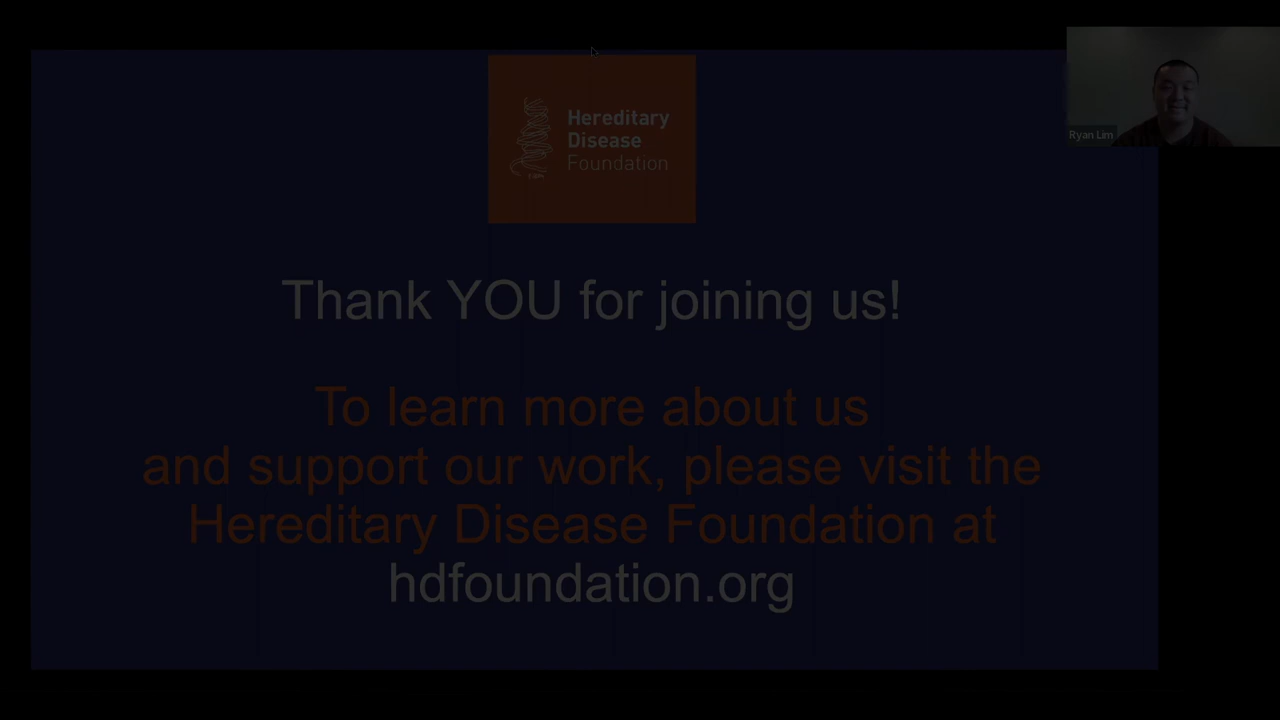 Hereditary
Disease
Foundation
Ryan Lim
Thank YOU for joining us!
To learn more about us
and support our work, please visit the
Hereditary Disease Foundation at
hdfoundation.org